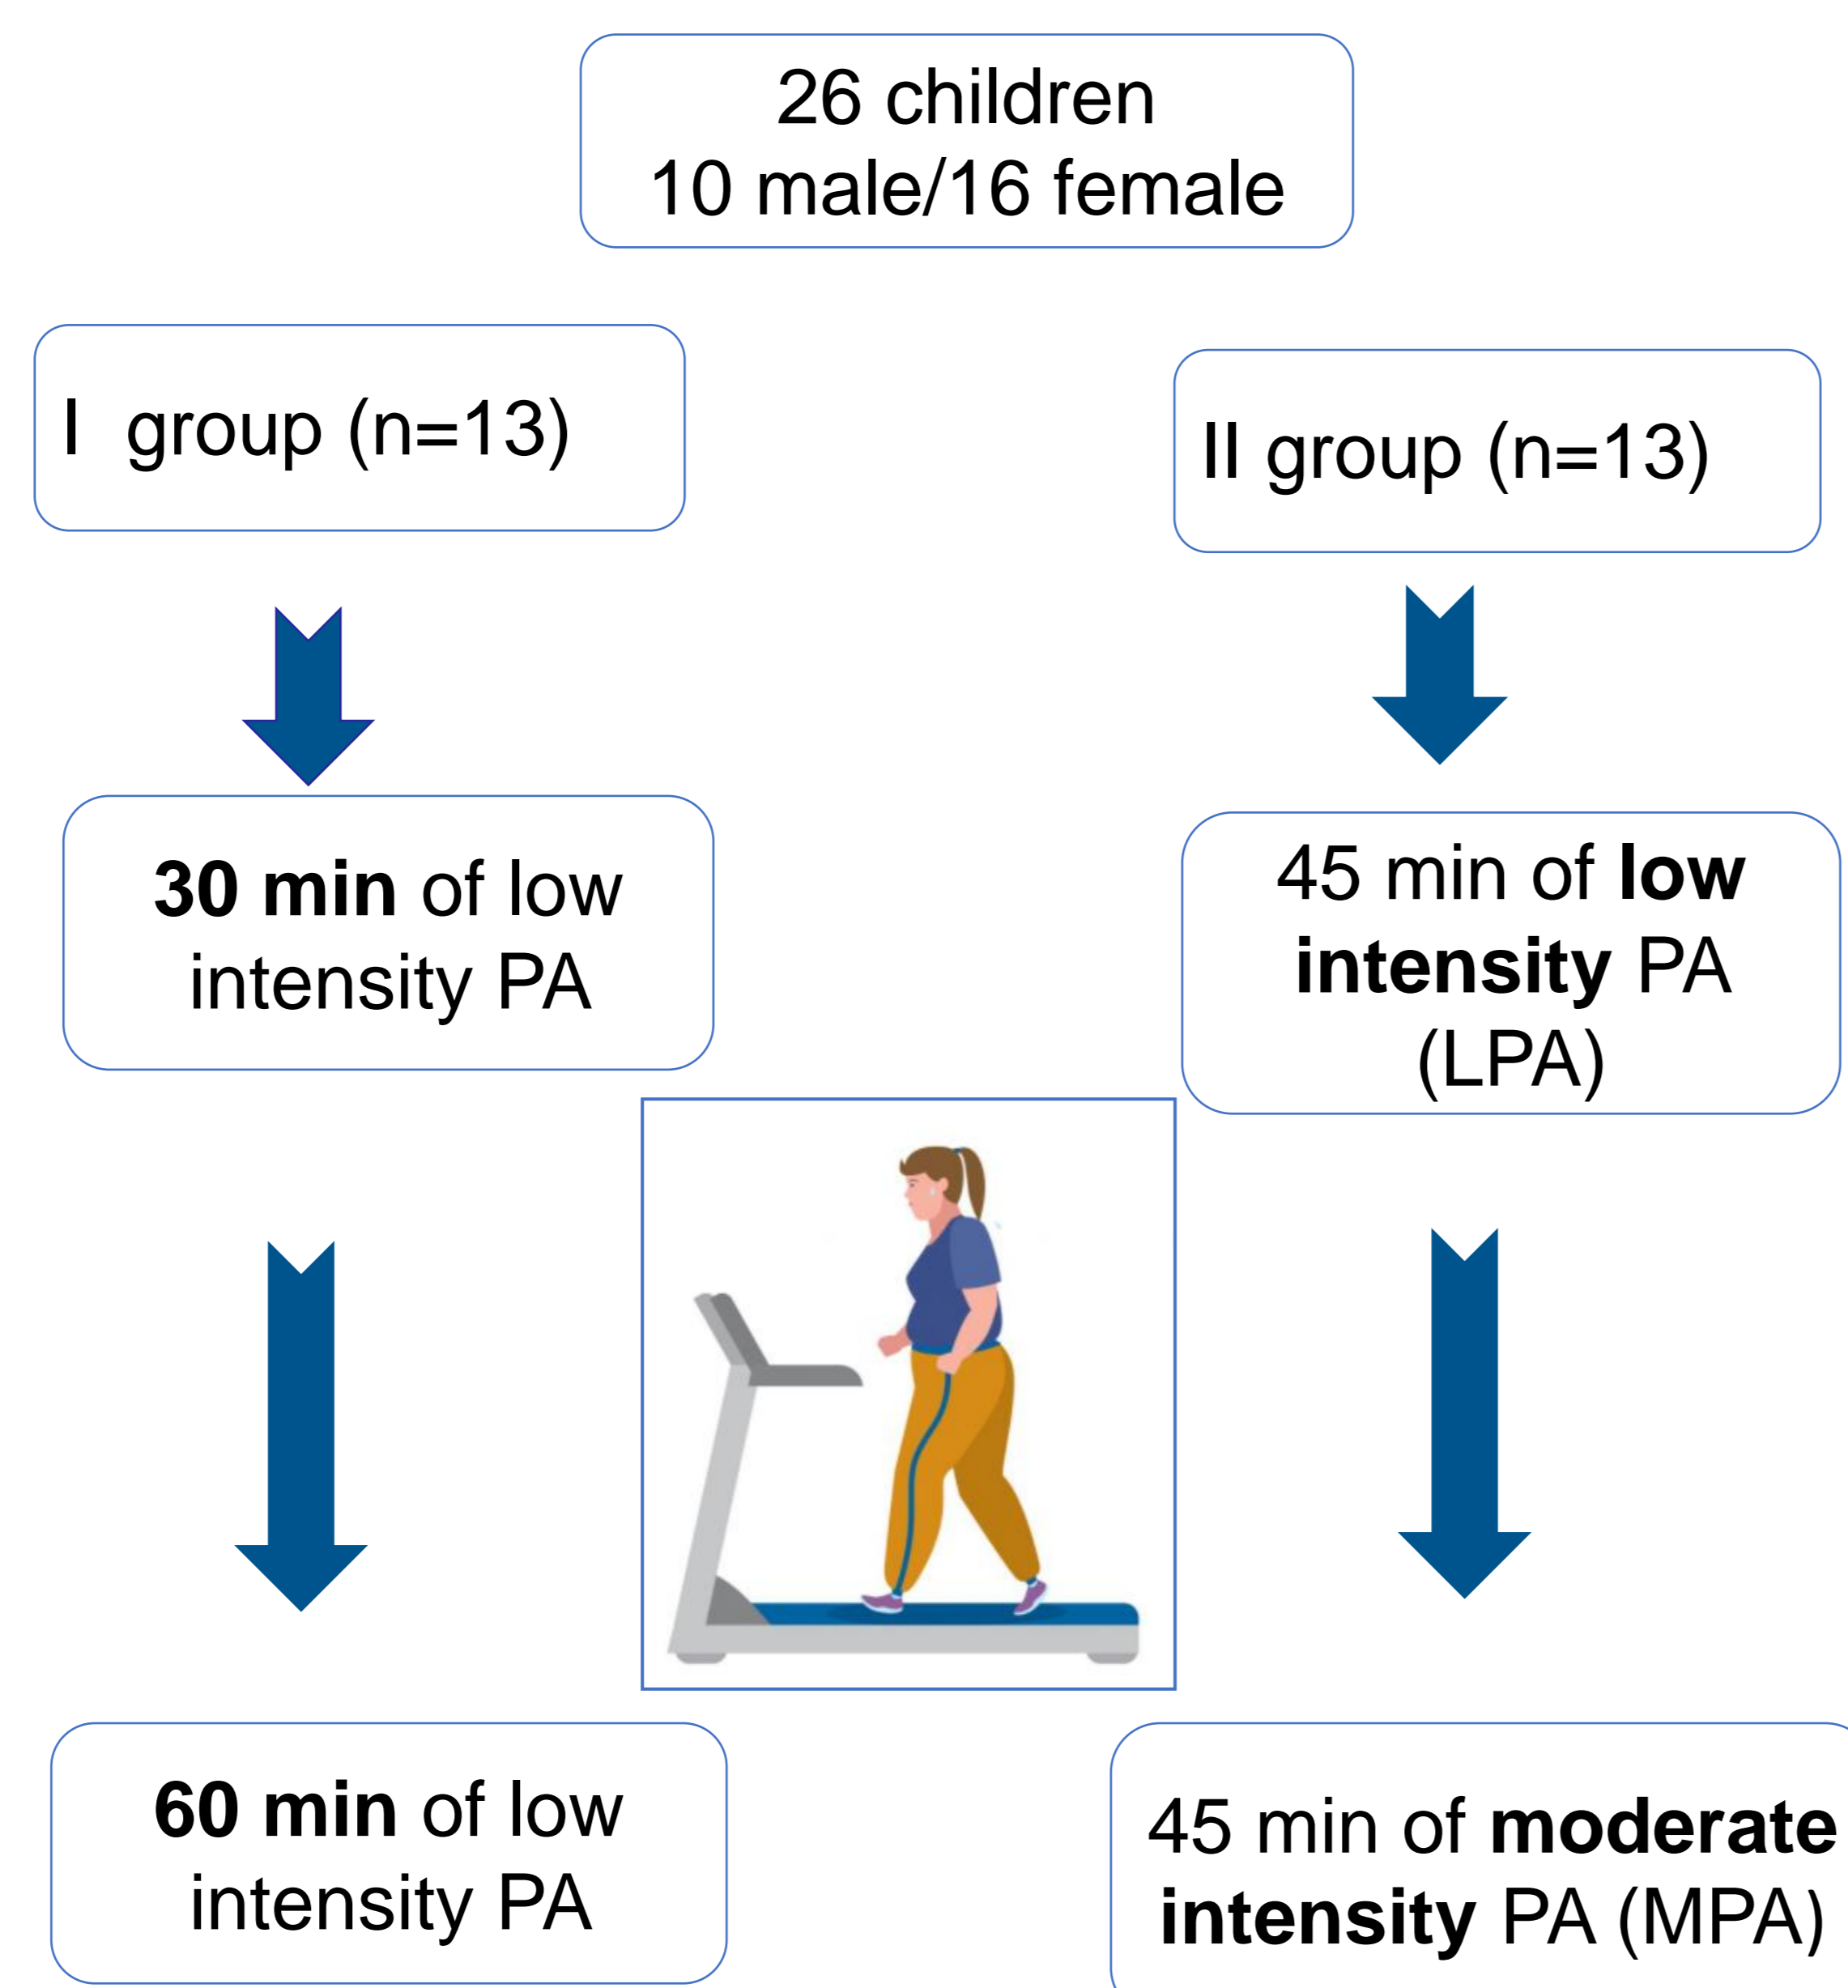 26 children
10 male/16 female
I group (n=13)
II group (n=13)
30 min of low
intensity PA
45 min of low
intensity PA
(LPA)
60 min of low
intensity PA
45 min of moderate
intensity PA (MPA)